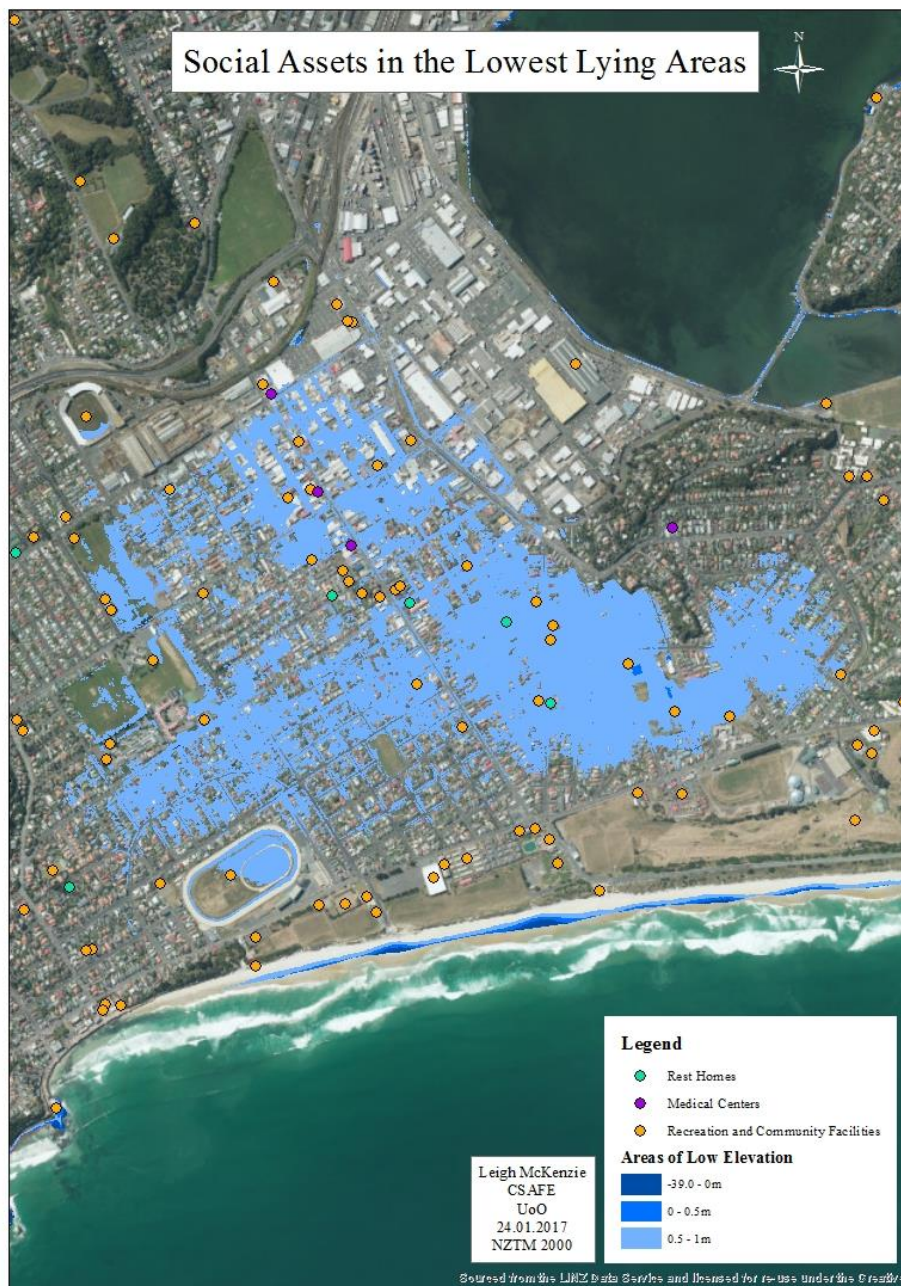 Social Assets in the Lowest Lying Areas
N
Legend
Rest Homes
Medical Centers
Recreation and Community Facilities
Areas of Low Elevation
-39.0 - 0m
0 - 0.5m
0.5 - 1m
Leigh McKenzie
CSAFE
UoO
24.01.2017
NZTM 2000
Sourced from the LINZ Data Service and licensed for re-use under the Creativ